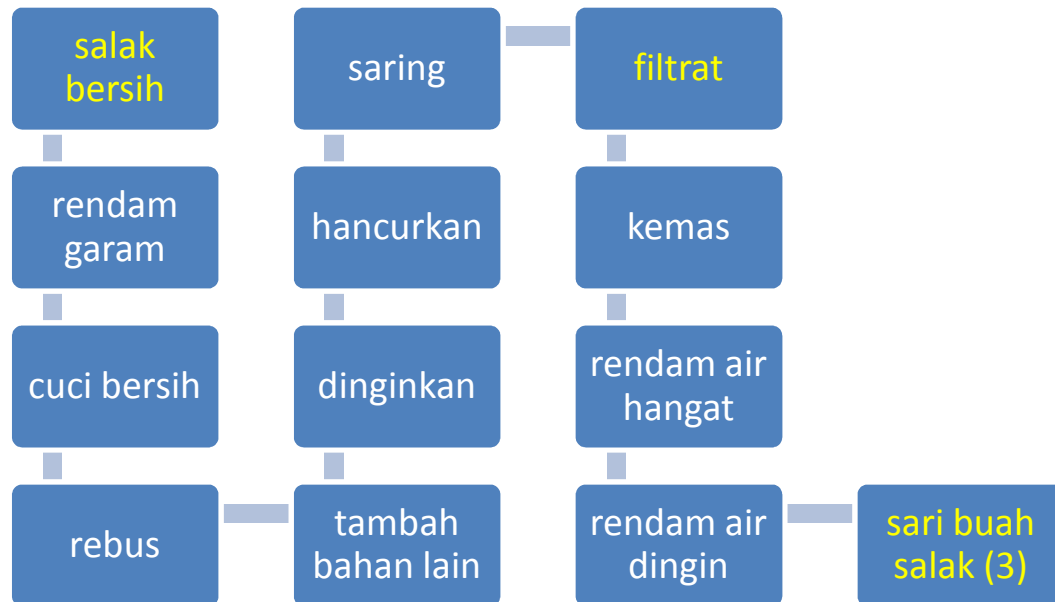 salak
bersih
rendam
garam
cuci bersih
rebus
tambah
bahan lain
dinginkan
hancurkan
saring
filtrat
kemas
rendam air
hangat
rendam air
dingin
sari buah
salak (3)